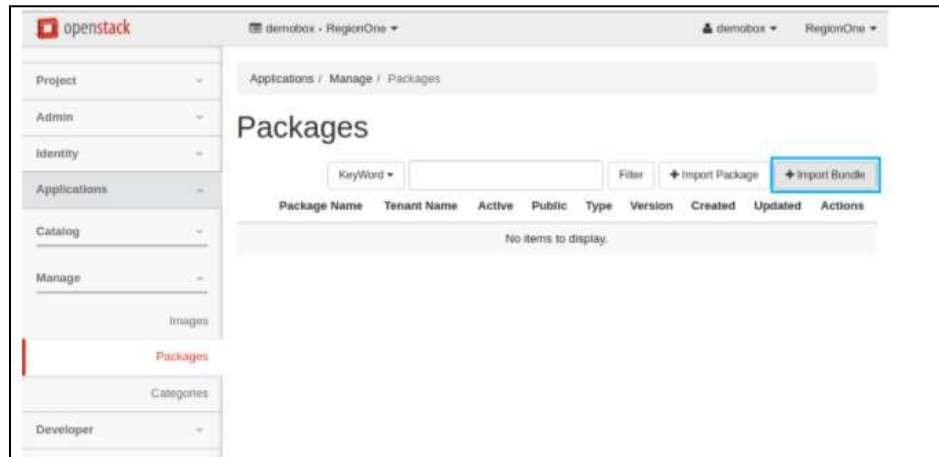 openstack
demobox - RegionOne
demobox
RegionOne
Project
Admin
Identity
Applications
Catalog
Manage
Images
Packages
Categories
Developer
Applications / Manage / Packages
Packages
KeyWord
Filter
+ Import Package
+ Import Bundle
Package Name Tenant Name Active Public Type Version Created Updated Actions
No items to display.